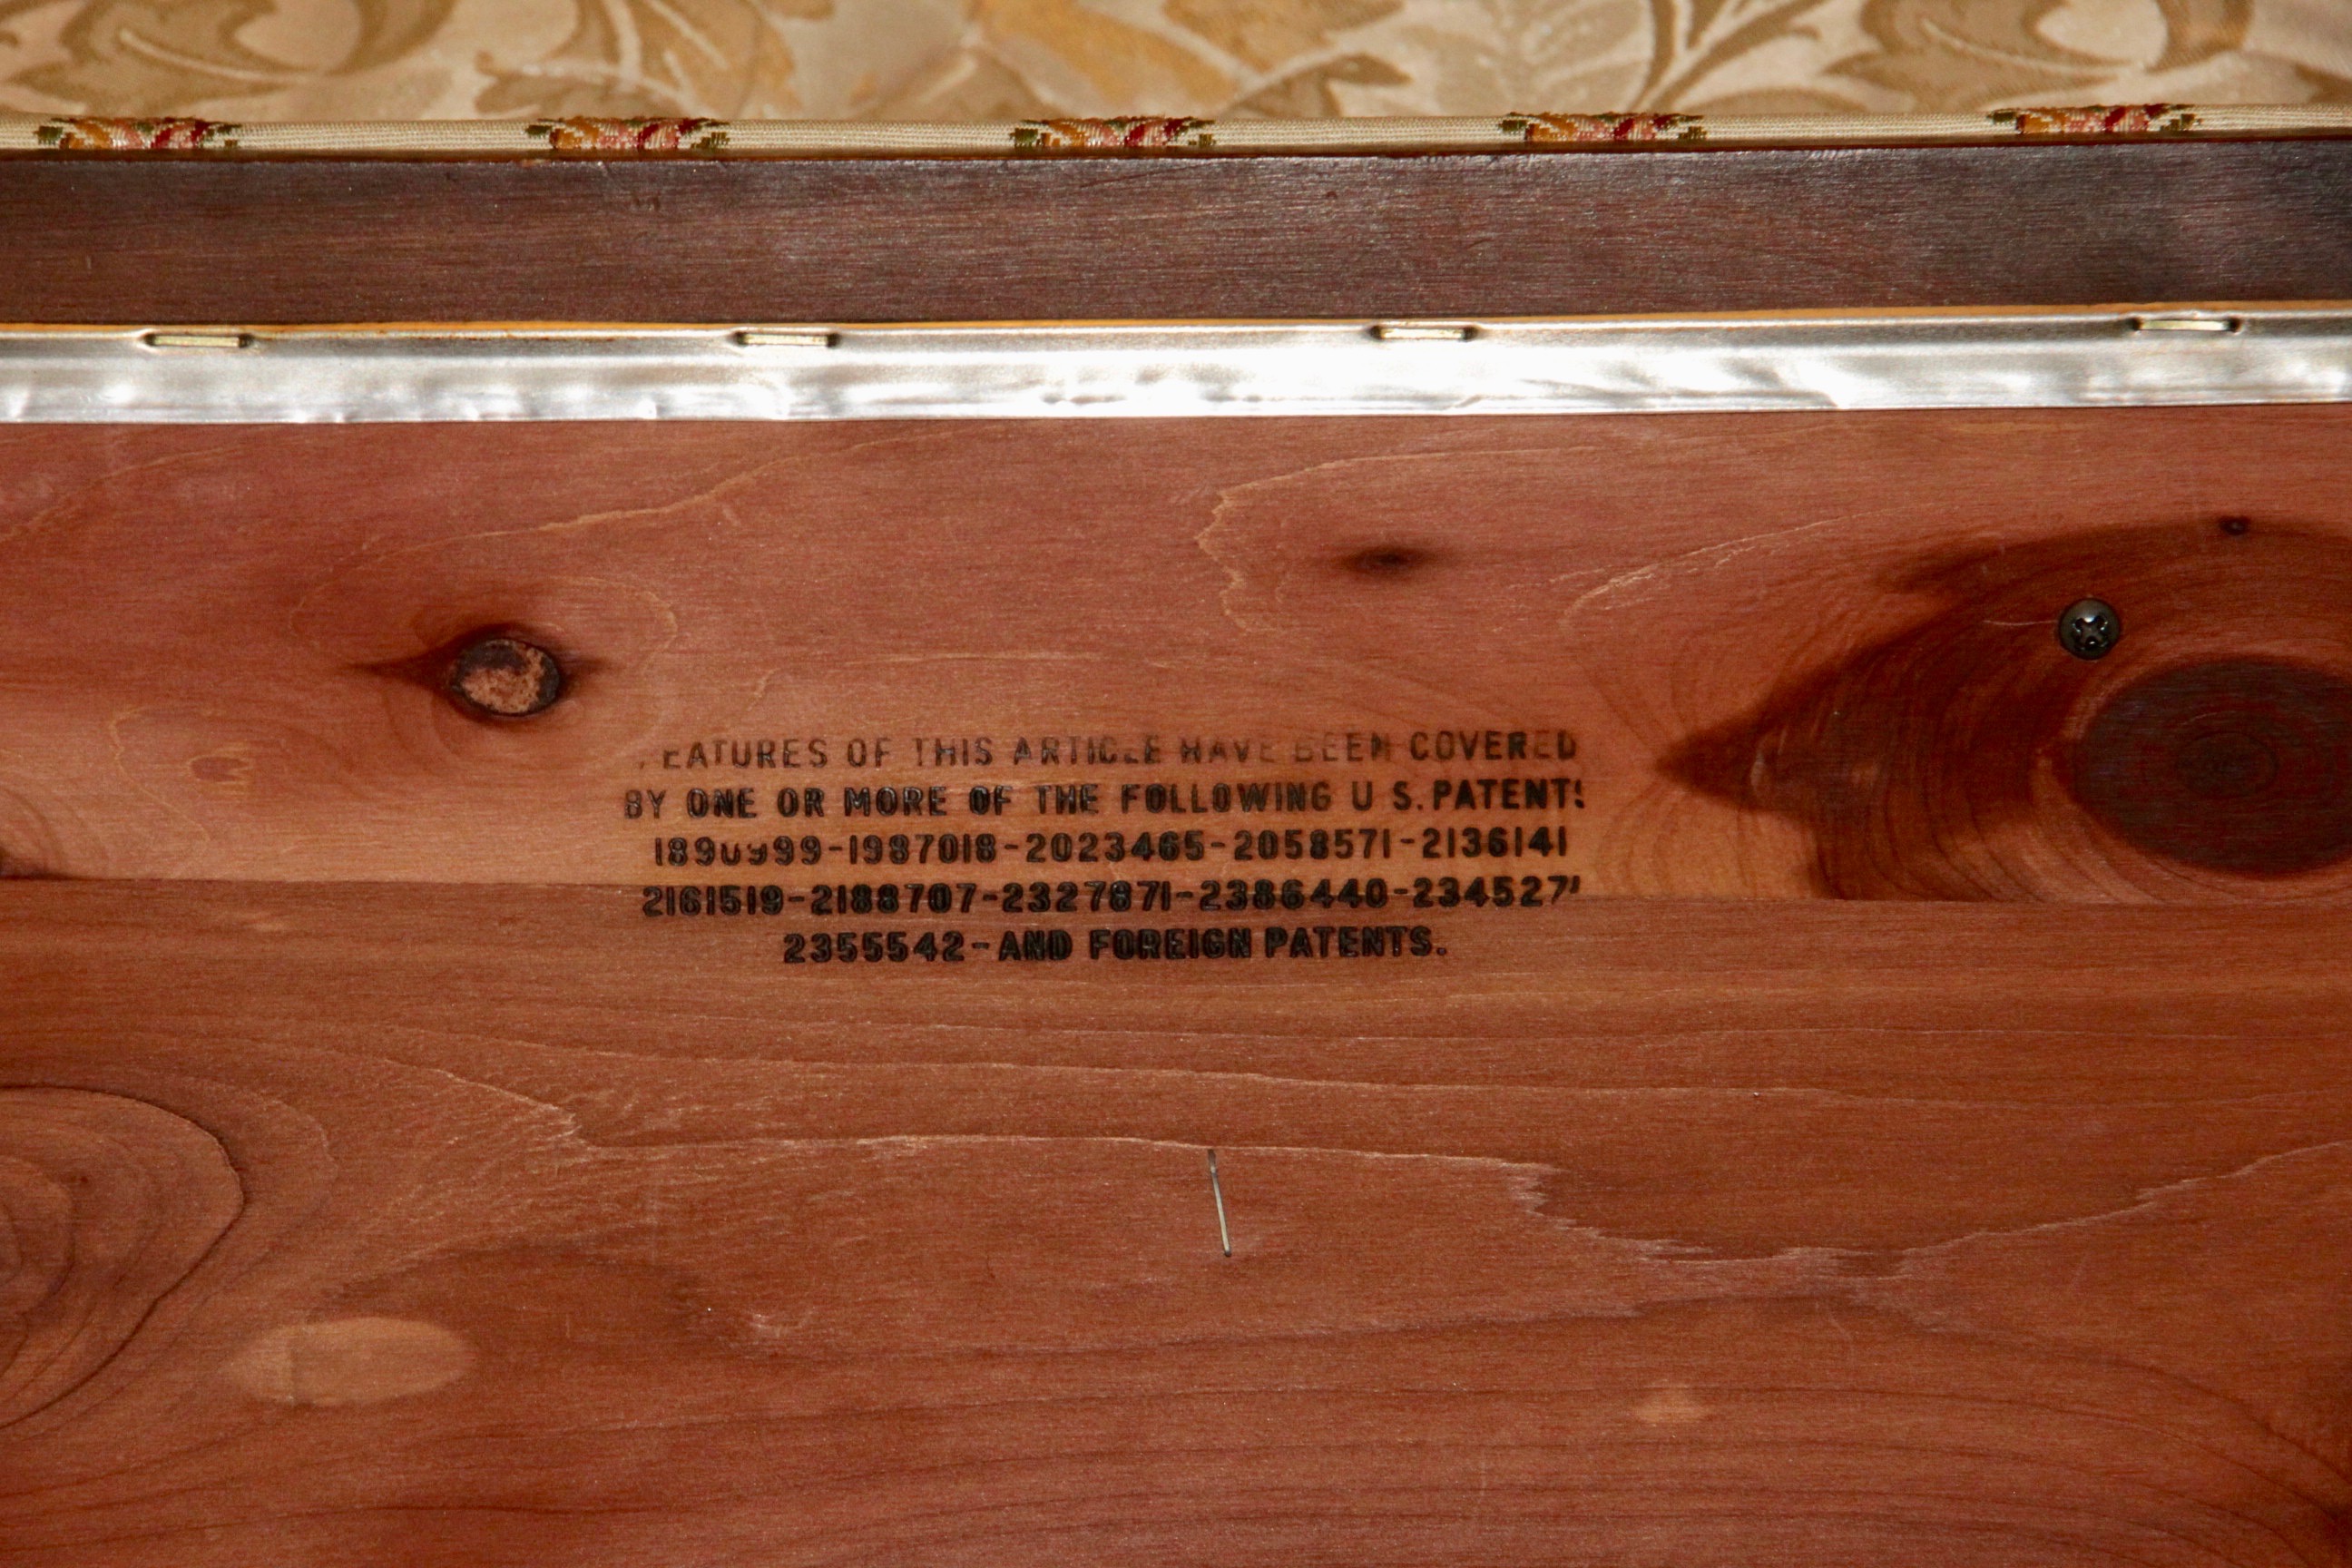 FEATURES OF THIS ARTICLE HAVE BEEN COVERED
BY ONE OR MORE OF THE FOLLOWING U S. PATENTS
1890999-1987018-2023465-2058571-2136141
2161519-2188707-2327871-2386440-
2355542-AND FOREIGN PATENTS.